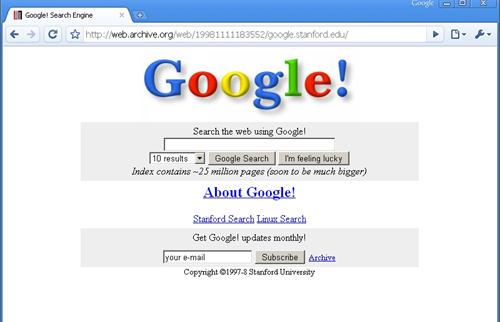 Google
Google! Search Engine
http://web.archive.org/web/19981111183552/google.stanford.edu/
Google!
Search the web using Google!
10 results Google Search I'm feeling lucky
Index contains ~25 million pages (soon to be much bigger)
About Google!
Stanford Search Linux Search
Get Google! updates monthly!
your e-mail Subscribe Archive
Copyright ©1997-8 Stanford University